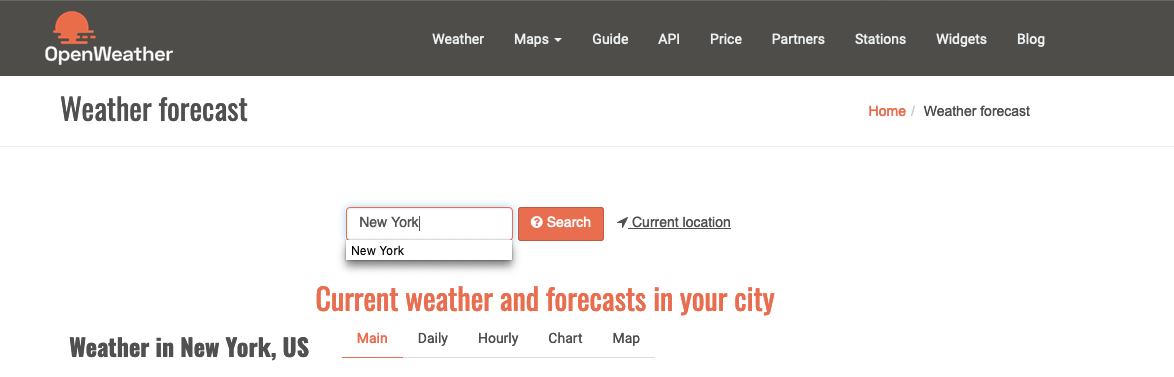 OpenWeather
Weather Maps Guide API Price Partners Stations Widgets Blog
Weather forecast
Home / Weather forecast
New York Search Current location
New York
Current weather and forecasts in your city
Weather in New York, US
Main Daily Hourly Chart Map